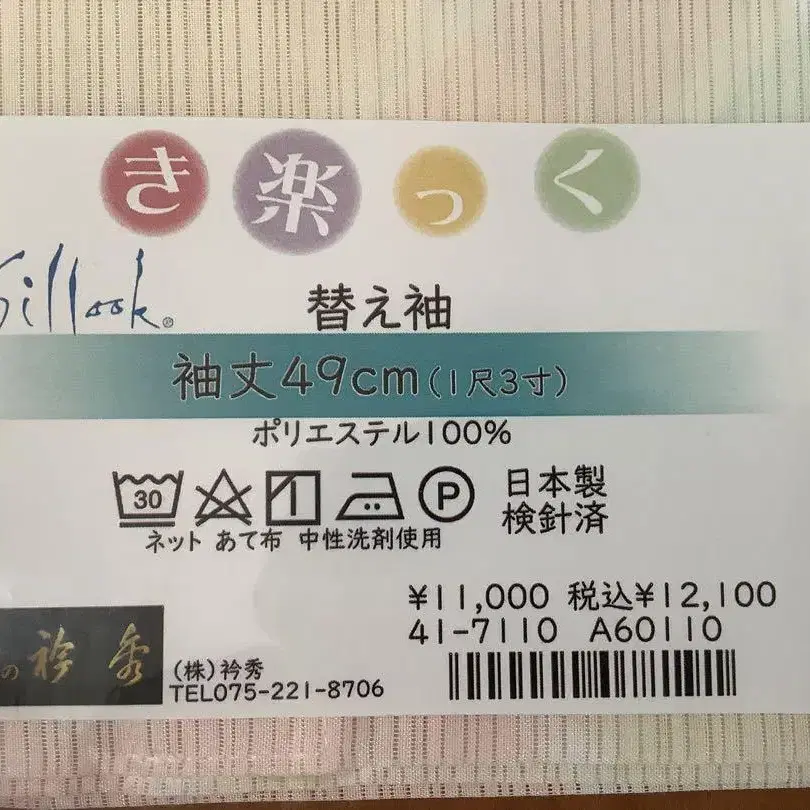 き楽っく
Sillook®
替え袖
袖丈49cm(1尺3寸)
ポリエステル100%
30 P
日本製
検針済
ネット あて布 中性洗剤使用
¥11,000 税込¥12,100
41-7110 A60110
の 衿秀
(株)衿秀
TEL075-221-8706